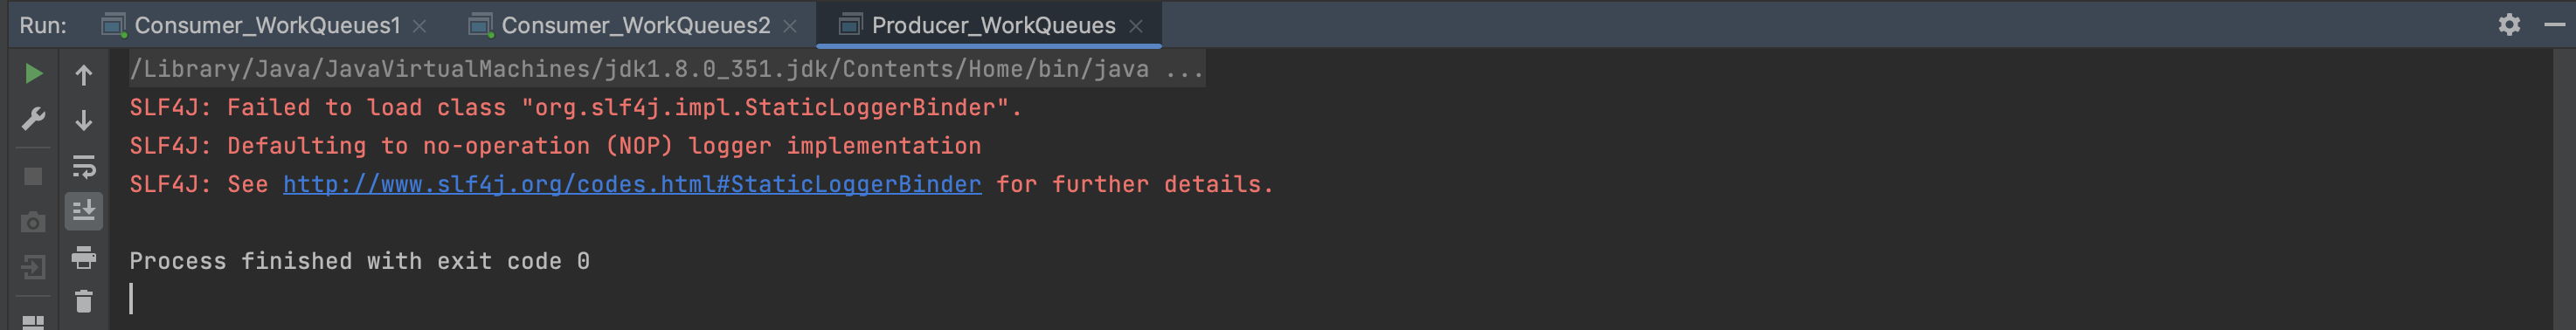 Run: Consumer_WorkQueues1 Consumer_WorkQueues2 Producer_WorkQueues
/Library/Java/JavaVirtualMachines/jdk1.8.0_351.jdk/Contents/Home/bin/java ...
SLF4J: Failed to load class "org.slf4j.impl.StaticLoggerBinder".
SLF4J: Defaulting to no-operation (NOP) logger implementation
SLF4J: See http://www.slf4j.org/codes.html#StaticLoggerBinder for further details.
Process finished with exit code 0